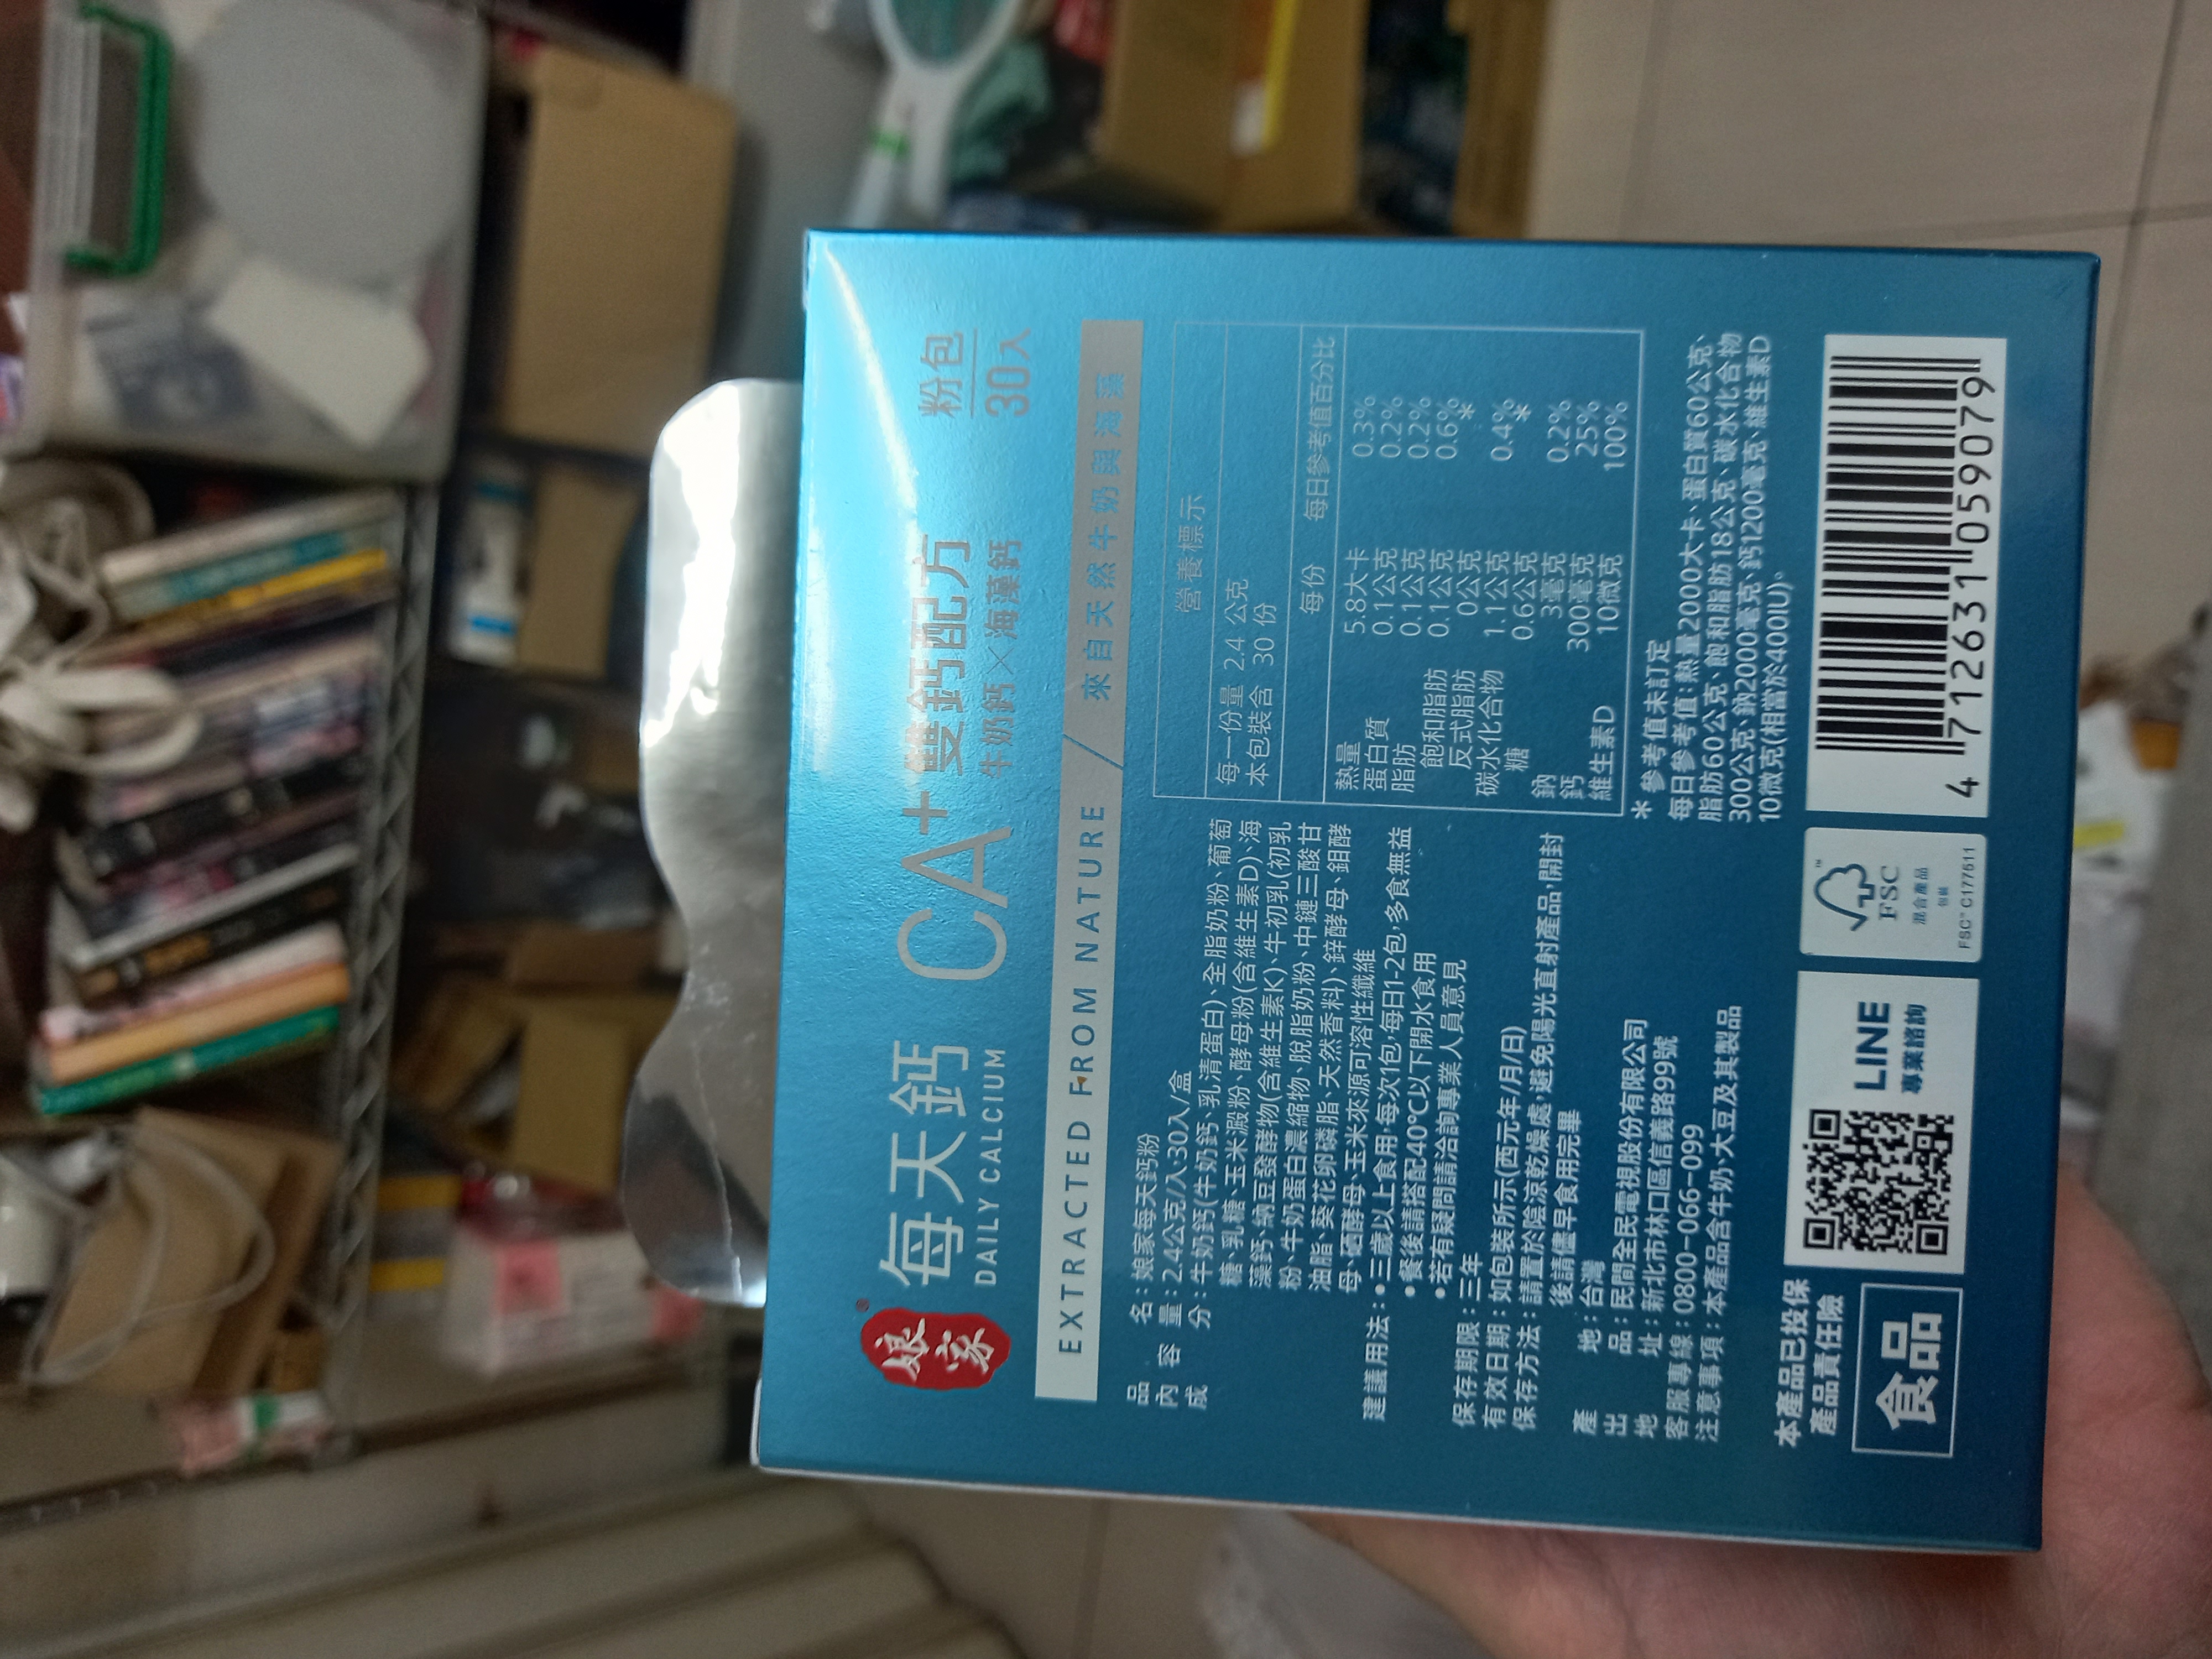 娘家®
每天鈣
DAILY CALCIUM
CA+
雙鈣配方
牛奶鈣×海藻鈣
粉包
30入
EXTRACTED FROM NATURE / 來自天然牛奶與海藻
品名：娘家每天鈣粉
內容量：2.4公克/入30入/盒
成分：牛奶鈣(牛奶鈣、乳清蛋白)、全脂奶粉、葡萄
糖、乳糖、玉米澱粉、酵母粉(含維生素D)、海
藻鈣、納豆發酵物(含維生素K)、牛初乳(初乳
粉、牛奶蛋白濃縮物、脫脂奶粉、中鏈三酸甘
油脂、葵花卵磷脂、天然香料)、鋅酵母、鉬酵
母、硒酵母、玉米來源可溶性纖維
建議用法：•三歲以上食用，每次1包，每日1-2包，多食無益
•餐後請搭配40℃以下開水食用
•若有疑問請洽詢專業人員意見
保存期限：三年
有效日期：如包裝所示(西元年/月/日)
保存方法：請置於陰涼乾燥處，避免陽光直射產品，開封
後請儘早食用完畢
產地：台灣
出品：民間全民電視股份有限公司
地址：新北市林口區信義路99號
客服專線：0800-066-099
注意事項：本產品含牛奶、大豆及其製品
營養標示
每一份量 2.4 公克
本包裝含 30 份
每份 每日參考值百分比
熱量 5.8大卡 0.3%
蛋白質 0.1公克 0.2%
脂肪 0.1公克 0.2%
飽和脂肪 0.1公克 0.6%
反式脂肪 0公克 *
碳水化合物 1.1公克 0.4%
糖 0.6公克 *
鈉 3毫克 0.2%
鈣 300毫克 25%
維生素D 10微克 100%
* 參考值未訂定
每日參考值：熱量2000大卡、蛋白質60公克、
脂肪60公克、飽和脂肪18公克、碳水化合物
300公克、鈉2000毫克、鈣1200毫克、維生素D
10微克(相當於400IU)。
本產品已投保
產品責任險
食品
LINE
專業諮詢
FSC™
混合產品
包裝
FSC™ C177511
4 712631 059079